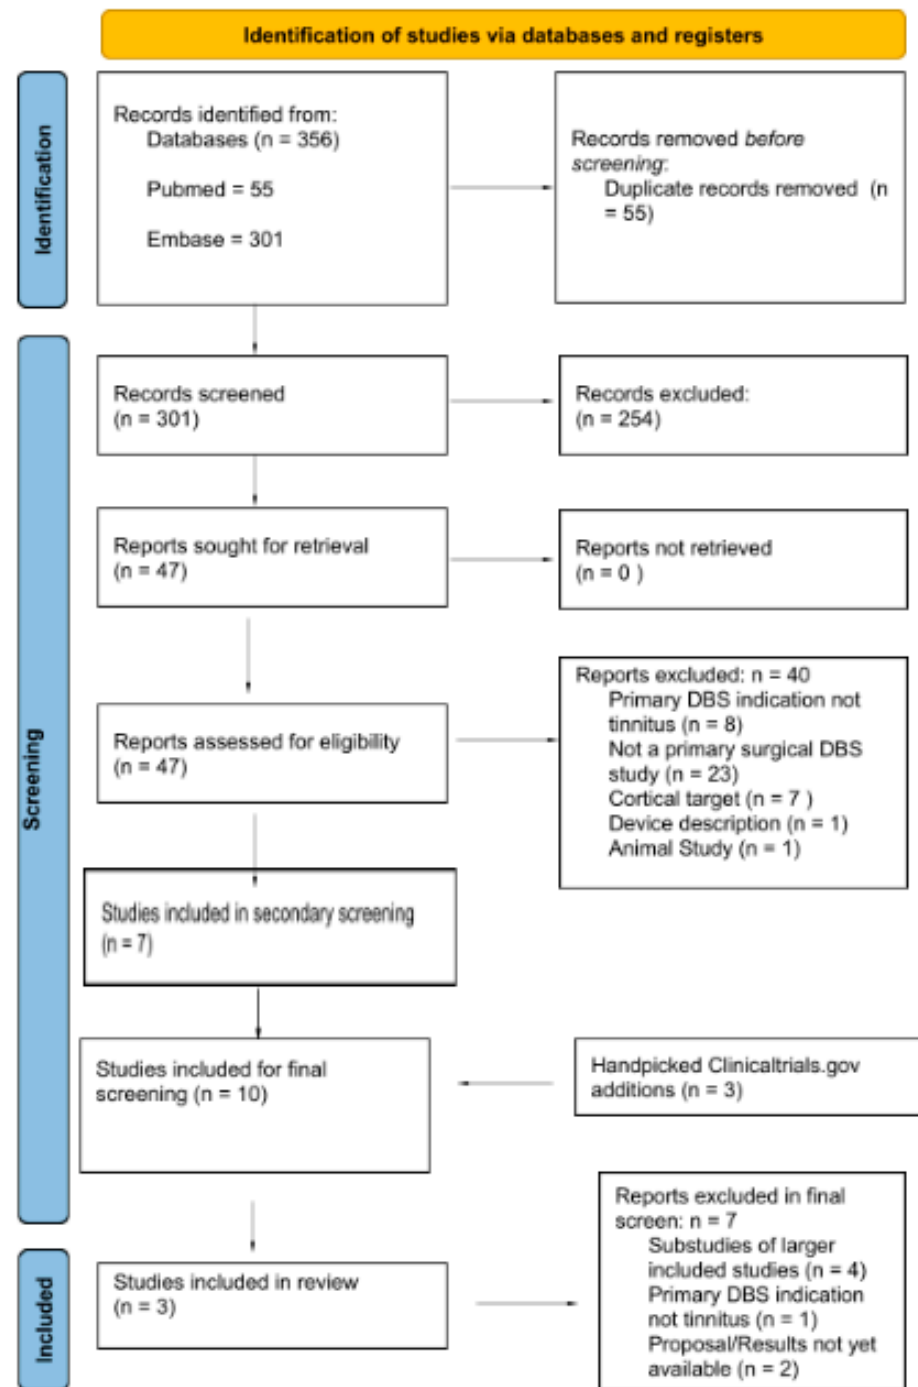 Identification of studies via databases and registers
Identification
Records identified from:
Databases (n = 356)
Pubmed = 55
Embase = 301
Records removed before
screening:
Duplicate records removed (n
= 55)
Screening
Records screened
(n = 301)
Records excluded:
(n = 254)
Reports sought for retrieval
(n = 47)
Reports not retrieved
(n = 0 )
Reports assessed for eligibility
(n = 47)
Reports excluded: n = 40
Primary DBS indication not
tinnitus (n = 8)
Not a primary surgical DBS
study (n = 23)
Cortical target (n = 7 )
Device description (n = 1)
Animal Study (n = 1)
Studies included in secondary screening
(n = 7)
Studies included for final
screening (n = 10)
Handpicked Clinicaltrials.gov
additions (n = 3)
Included
Studies included in review
(n = 3)
Reports excluded in final
screen: n = 7
Substudies of larger
included studies (n = 4)
Primary DBS indication
not tinnitus (n = 1)
Proposal/Results not yet
available (n = 2)